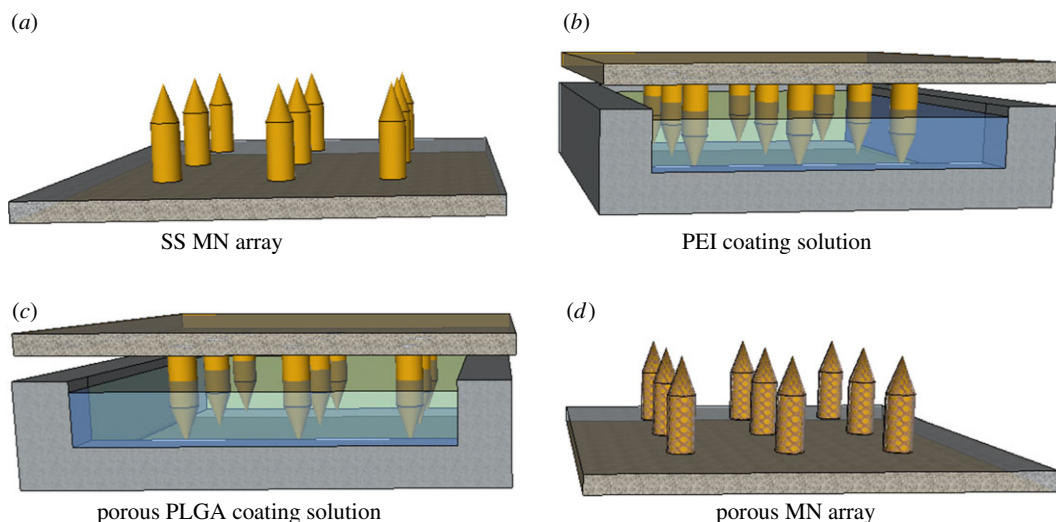 (a)
(b)
SS MN array
PEI coating solution
(c)
(d)
porous PLGA coating solution
porous MN array